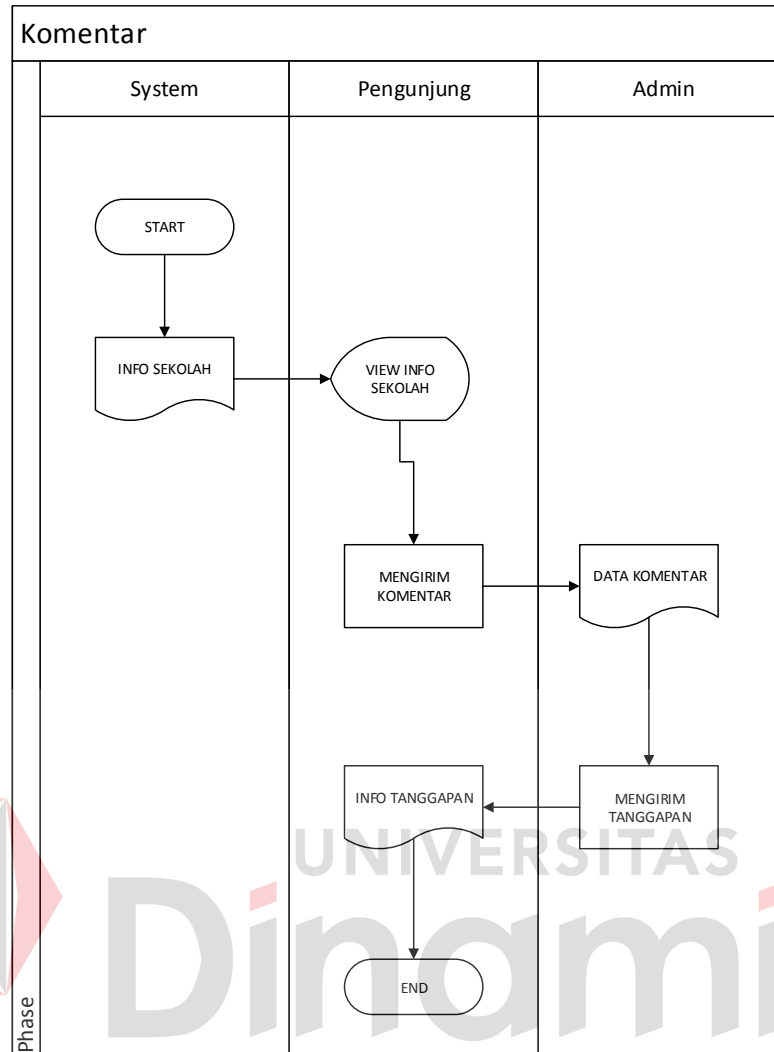 Komentar
System
Pengunjung
Admin
START
INFO SEKOLAH
VIEW INFO
SEKOLAH
MENGIRIM
KOMENTAR
DATA KOMENTAR
INFO TANGGAPAN
MENGIRIM
TANGGAPAN
UNIVERSITAS
Dinami
END
Phase